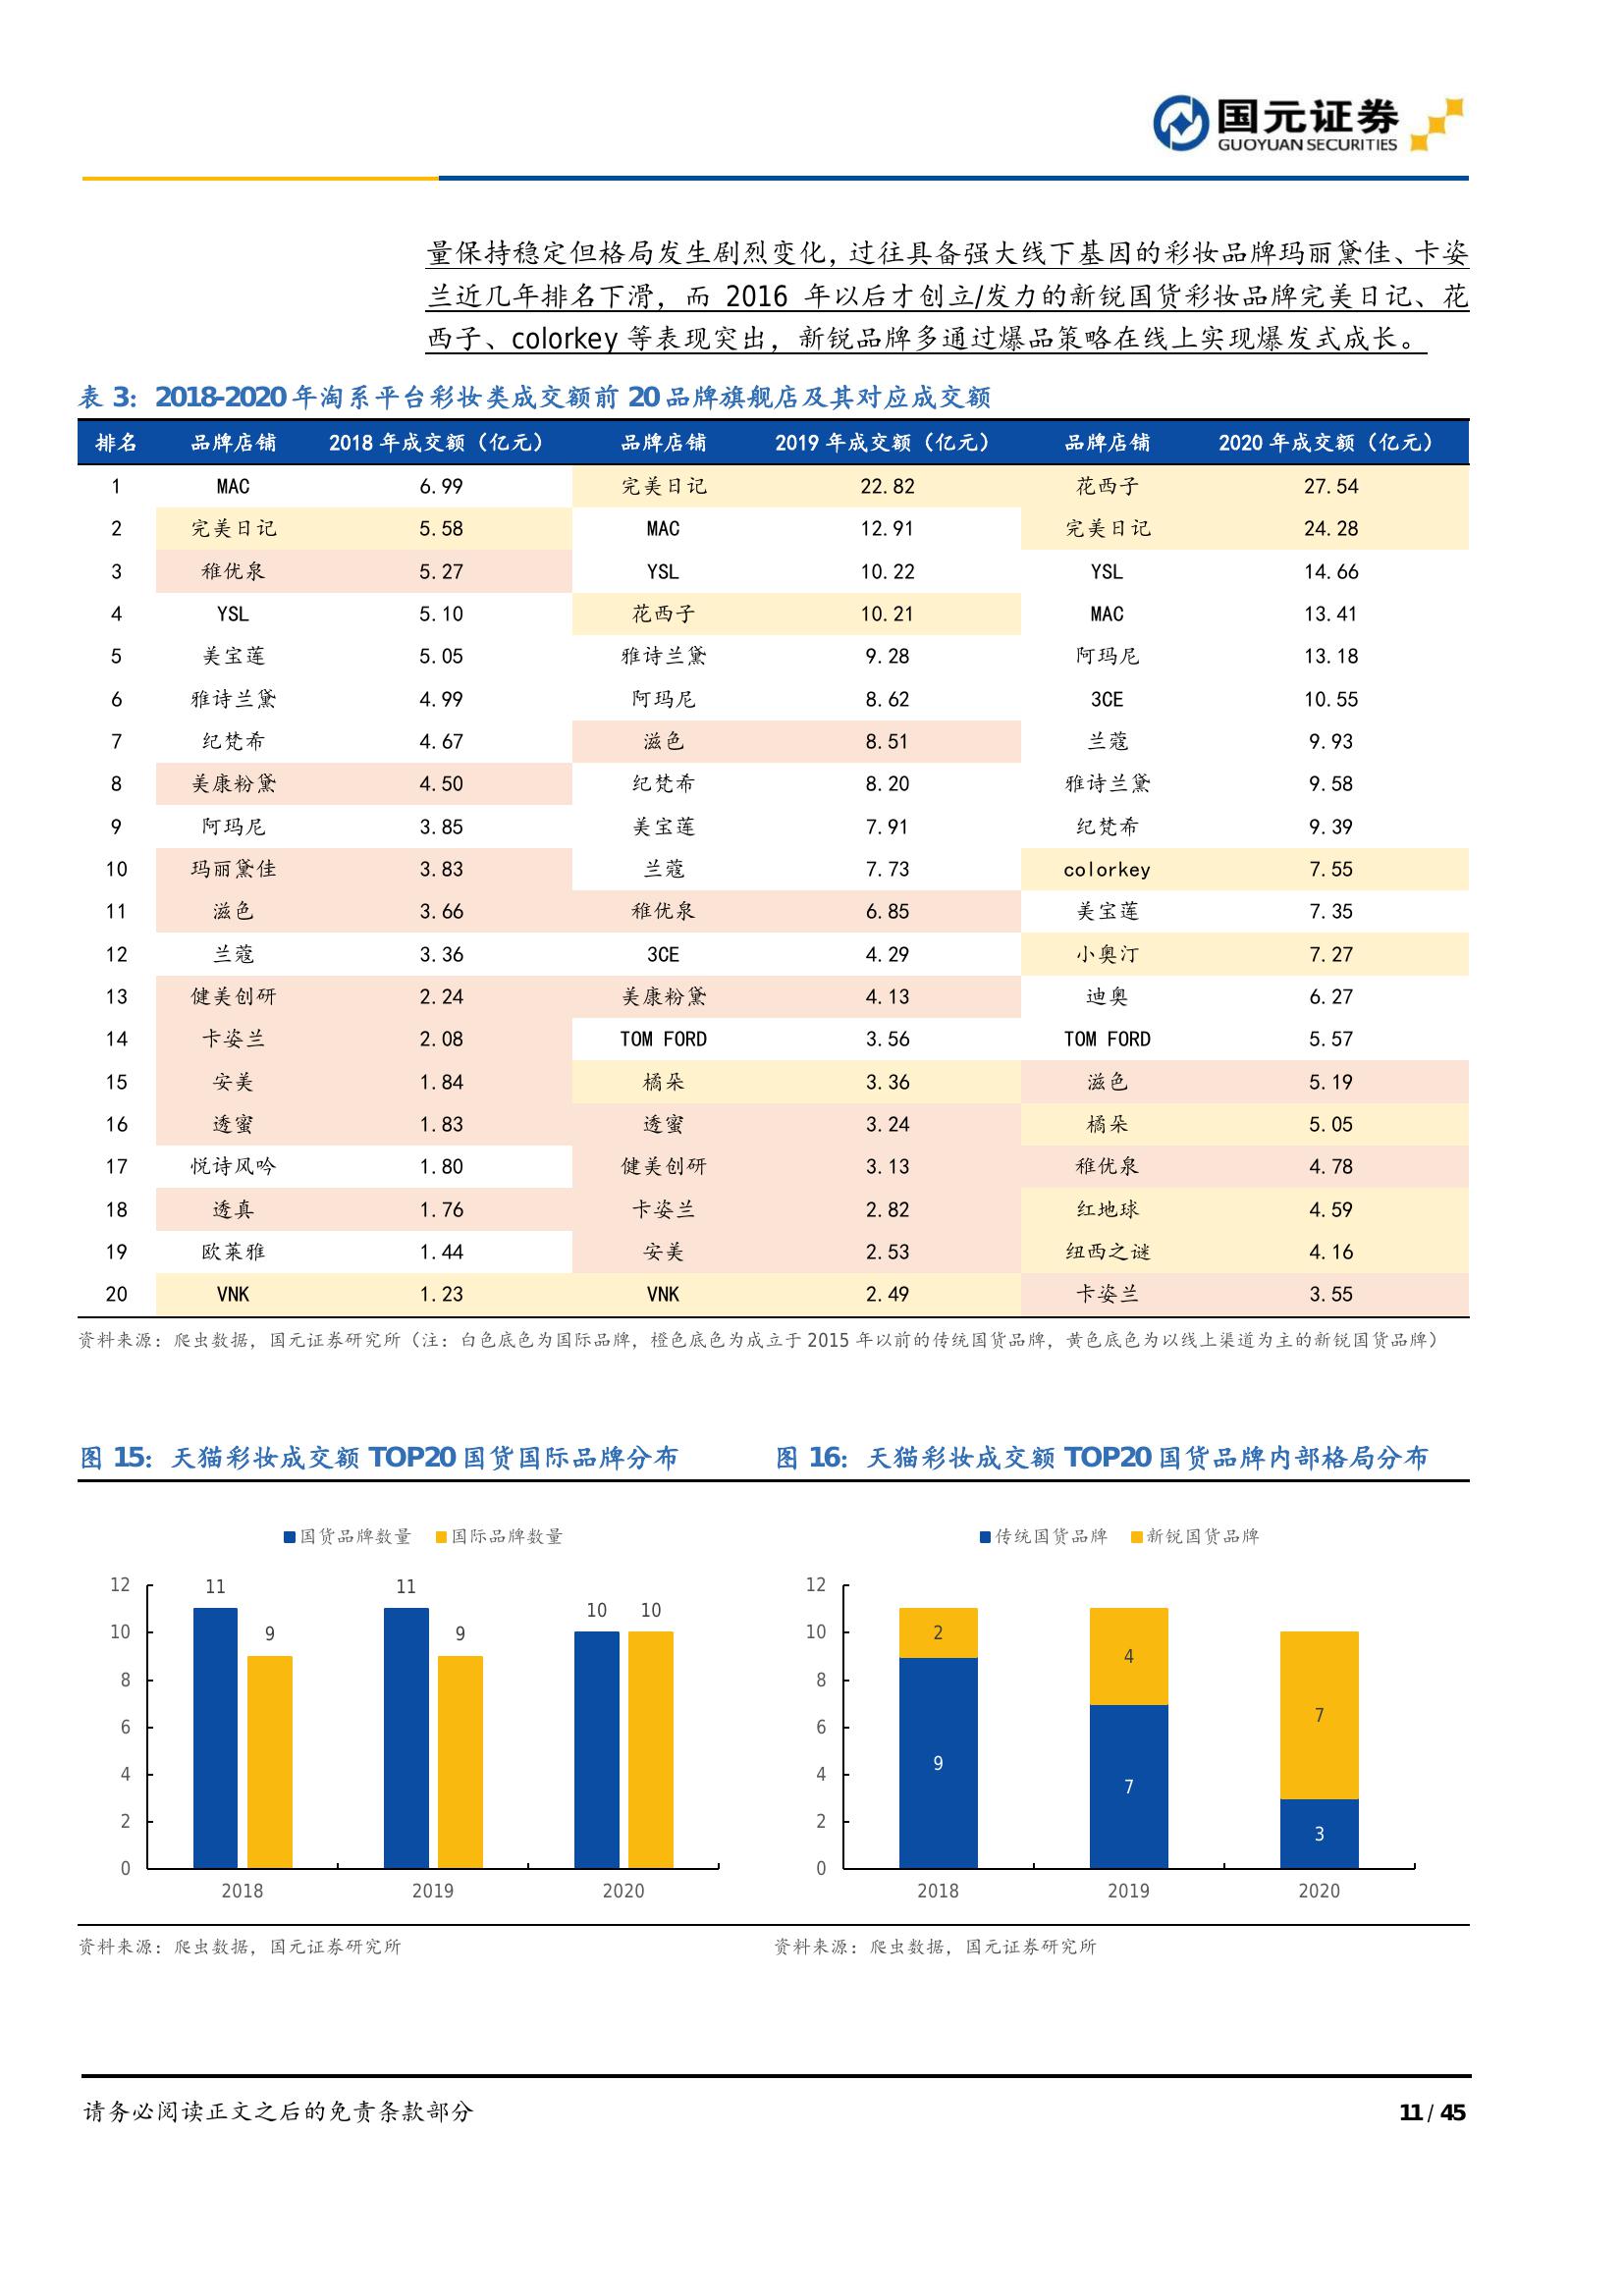 国元证券
GUOYUAN SECURITIES
量保持稳定但格局发生剧烈变化，过往具备强大线下基因的彩妆品牌玛丽黛佳、卡姿
兰近几年排名下滑，而 2016 年以后才创立/发力的新锐国货彩妆品牌完美日记、花
西子、colorkey 等表现突出，新锐品牌多通过爆品策略在线上实现爆发式成长。
表 3：2018-2020 年淘系平台彩妆类成交额前 20 品牌旗舰店及其对应成交额
排名 品牌店铺 2018 年成交额（亿元） 品牌店铺 2019 年成交额（亿元） 品牌店铺 2020 年成交额（亿元）
1 MAC 6.99 完美日记 22.82 花西子 27.54
2 完美日记 5.58 MAC 12.91 完美日记 24.28
3 稚优泉 5.27 YSL 10.22 YSL 14.66
4 YSL 5.10 花西子 10.21 MAC 13.41
5 美宝莲 5.05 雅诗兰黛 9.28 阿玛尼 13.18
6 雅诗兰黛 4.99 阿玛尼 8.62 3CE 10.55
7 纪梵希 4.67 滋色 8.51 兰蔻 9.93
8 美康粉黛 4.50 纪梵希 8.20 雅诗兰黛 9.58
9 阿玛尼 3.85 美宝莲 7.91 纪梵希 9.39
10 玛丽黛佳 3.83 兰蔻 7.73 colorkey 7.55
11 滋色 3.66 稚优泉 6.85 美宝莲 7.35
12 兰蔻 3.36 3CE 4.29 小奥汀 7.27
13 健美创研 2.24 美康粉黛 4.13 迪奥 6.27
14 卡姿兰 2.08 TOM FORD 3.56 TOM FORD 5.57
15 安美 1.84 橘朵 3.36 滋色 5.19
16 透蜜 1.83 透蜜 3.24 橘朵 5.05
17 悦诗风吟 1.80 健美创研 3.13 稚优泉 4.78
18 透真 1.76 卡姿兰 2.82 红地球 4.59
19 欧莱雅 1.44 安美 2.53 纽西之谜 4.16
20 VNK 1.23 VNK 2.49 卡姿兰 3.55
资料来源：爬虫数据，国元证券研究所（注：白色底色为国际品牌，橙色底色为成立于 2015 年以前的传统国货品牌，黄色底色为以线上渠道为主的新锐国货品牌）
图 15：天猫彩妆成交额 TOP20 国货国际品牌分布
国货品牌数量 国际品牌数量
12
10
8
6
4
2
0
11 9
11 9
10 10
2018 2019 2020
资料来源：爬虫数据，国元证券研究所
图 16：天猫彩妆成交额 TOP20 国货品牌内部格局分布
传统国货品牌 新锐国货品牌
12
10
8
6
4
2
0
2 4 7
9 7 3
2018 2019 2020
资料来源：爬虫数据，国元证券研究所
请务必阅读正文之后的免责条款部分
11 / 45